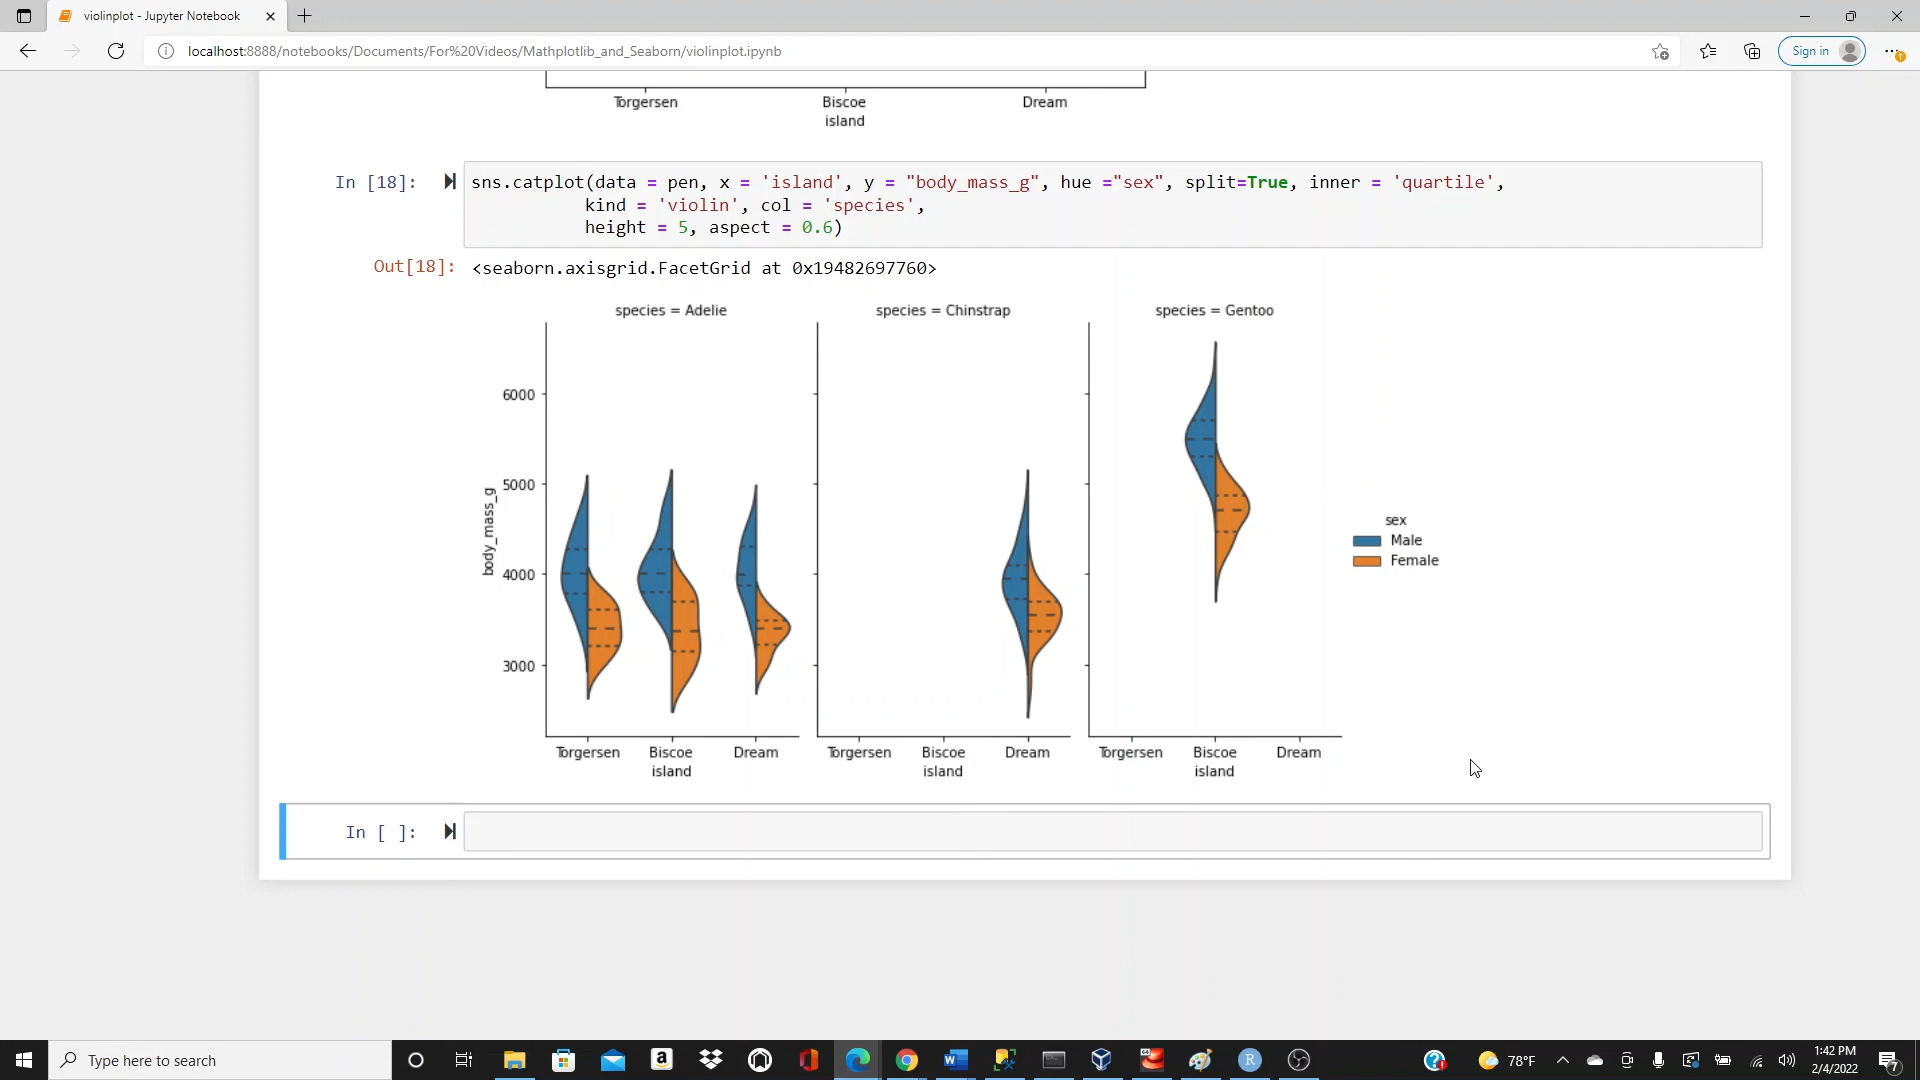 violinplot - Jupyter Notebook
localhost:8888/notebooks/Documents/For%20Videos/Mathplotlib_and_Seaborn/violinplot.ipynb
Sign in
Torgersen Biscoe Dream
island
In [18]: sns.catplot(data = pen, x = 'island', y = "body_mass_g", hue ="sex", split=True, inner = 'quartile',
kind = 'violin', col = 'species',
height = 5, aspect = 0.6)
Out[18]: <seaborn.axisgrid.FacetGrid at 0x19482697760>
species = Adelie species = Chinstrap species = Gentoo
6000
5000
4000
3000
body_mass_g
sex
Male
Female
Torgersen Biscoe Dream Torgersen Biscoe Dream Torgersen Biscoe Dream
island island island
In [ ]:
Type here to search
78°F
1:42 PM
2/4/2022
7